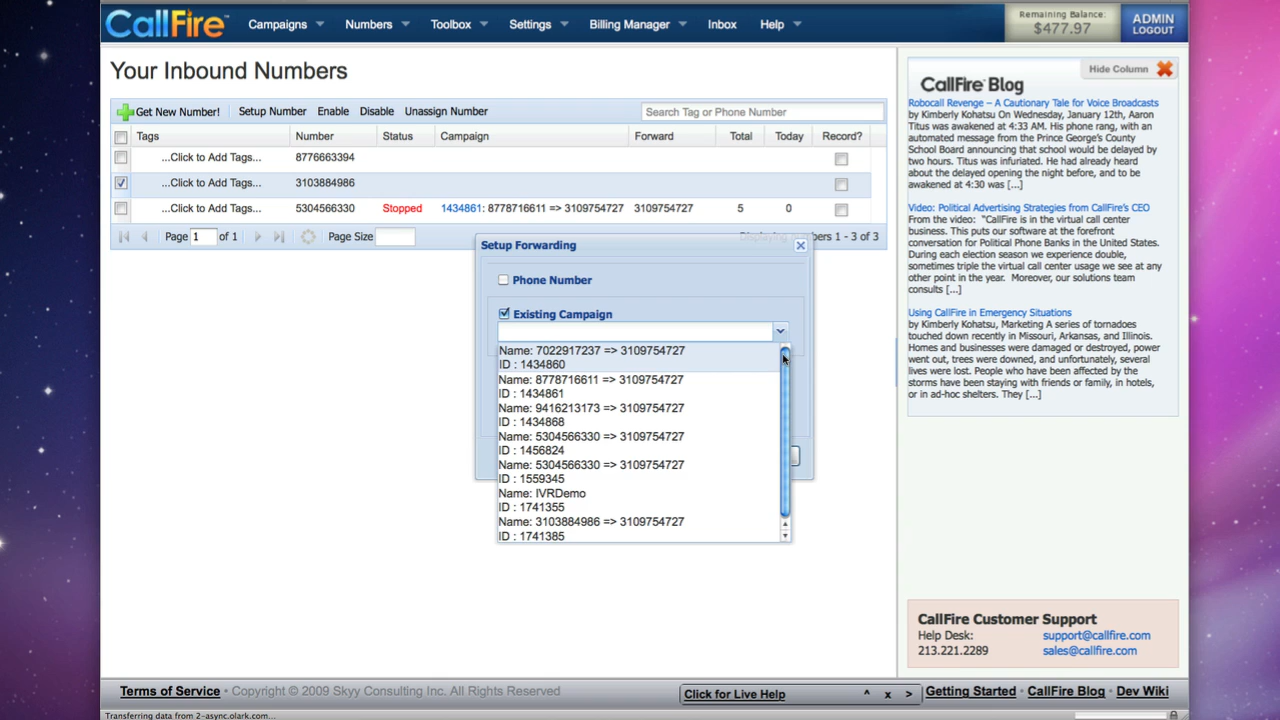 CallFire™
Campaigns Numbers Toolbox Settings Billing Manager Inbox Help
Remaining Balance:
$477.97
ADMIN
LOGOUT
Your Inbound Numbers
Get New Number! Setup Number Enable Disable Unassign Number Search Tag or Phone Number
Tags Number Status Campaign Forward Total Today Record?
...Click to Add Tags... 8776663394
...Click to Add Tags... 3103884986
...Click to Add Tags... 5304566330 Stopped 1434861: 8778716611 => 3109754727 3109754727 5 0
Page 1 of 1 Page Size Displaying numbers 1 - 3 of 3
Setup Forwarding
Phone Number
Existing Campaign
Name: 7022917237 => 3109754727
ID : 1434860
Name: 8778716611 => 3109754727
ID : 1434861
Name: 9416213173 => 3109754727
ID : 1434868
Name: 5304566330 => 3109754727
ID : 1456824
Name: 5304566330 => 3109754727
ID : 1559345
Name: IVRDemo
ID : 1741355
Name: 3103884986 => 3109754727
ID : 1741385
Hide Column
CallFire™ Blog
Robocall Revenge – A Cautionary Tale for Voice Broadcasts
by Kimberly Kohatsu On Wednesday, January 12th, Aaron
Titus was awakened at 4:33 AM. His phone rang, with an
automated message from the Prince George's County
School Board announcing that school would be delayed by
two hours. Titus was infuriated. He had already heard
about the delayed opening the night before, and to be
awakened at 4:30 was [...]
Video: Political Advertising Strategies from CallFire's CEO
From the video: "CallFire is in the virtual call center
business. This puts our software at the forefront
conversation for Political Phone Banks in the United States.
During each election season we experience double,
sometimes triple the virtual call center usage we see at any
other point in the year. Moreover, our solutions team
consults [...]
Using CallFire in Emergency Situations
by Kimberly Kohatsu, Marketing A series of tornadoes
touched down recently in Missouri, Arkansas, and Illinois.
Homes and businesses were damaged or destroyed, power
went out, trees were downed, and unfortunately, several
lives were lost. People who have been affected by the
storms have been staying with friends or family, in hotels,
or in ad-hoc shelters. They [...]
CallFire Customer Support
Help Desk: support@callfire.com
213.221.2289 sales@callfire.com
Terms of Service • Copyright © 2009 Skyy Consulting Inc. All Rights Reserved
Click for Live Help ^ x >
Getting Started • CallFire Blog • Dev Wiki
Transferring data from 2-async.olark.com...